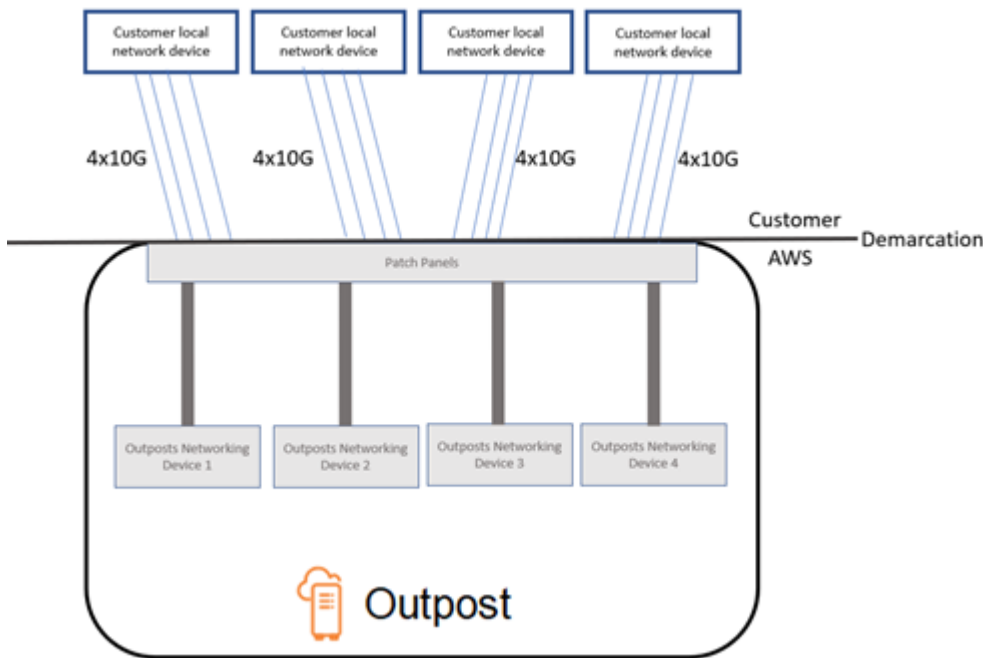 Customer local
network device
Customer local
network device
Customer local
network device
Customer local
network device
4x10G
4x10G
4x10G
4x10G
Customer
Demarcation
AWS
Patch Panels
Outposts Networking
Device 1
Outposts Networking
Device 2
Outposts Networking
Device 3
Outposts Networking
Device 4
Outpost